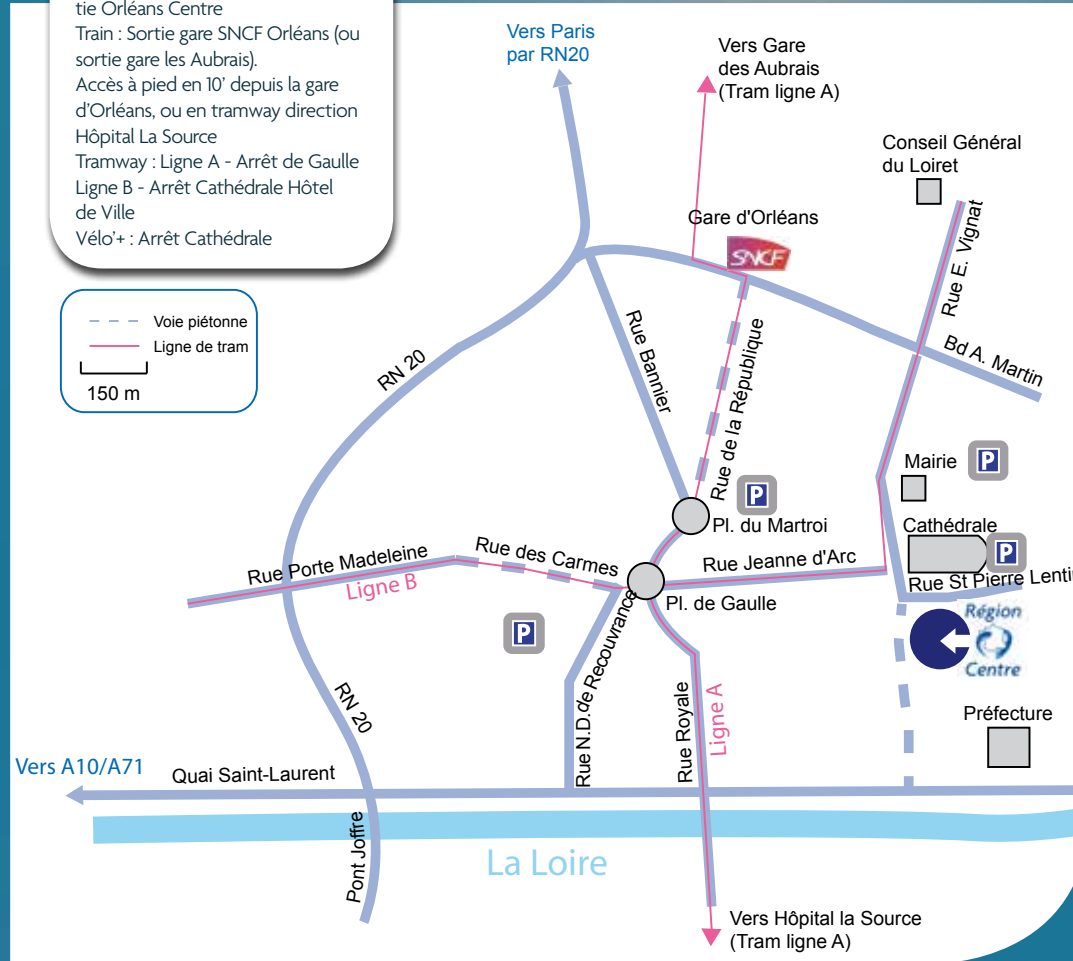 tie Orléans Centre
Train : Sortie gare SNCF Orléans (ou
sortie gare les Aubrais).
Accès à pied en 10’ depuis la gare
d’Orléans, ou en tramway direction
Hôpital La Source
Tramway : Ligne A - Arrêt de Gaulle
Ligne B - Arrêt Cathédrale Hôtel
de Ville
Vélo’+ : Arrêt Cathédrale
Voie piétonne
Ligne de tram
150 m
Vers Paris
par RN20
Vers Gare
des Aubrais
(Tram ligne A)
Conseil Général
du Loiret
Gare d'Orléans
SNCF
Rue E. Vignat
Bd A. Martin
RN 20
Rue Bannier
Rue de la République
P
Mairie
P
Pl. du Martroi
Cathédrale
P
Rue Porte Madeleine
Rue des Carmes
Rue Jeanne d'Arc
Ligne B
Rue St Pierre Lentin
Pl. de Gaulle
P
Région
Centre
Rue N.D. de Recouvrance
RN 20
Rue Royale
Ligne A
Préfecture
Vers A10/A71
Quai Saint-Laurent
Pont Joffre
La Loire
Vers Hôpital la Source
(Tram ligne A)